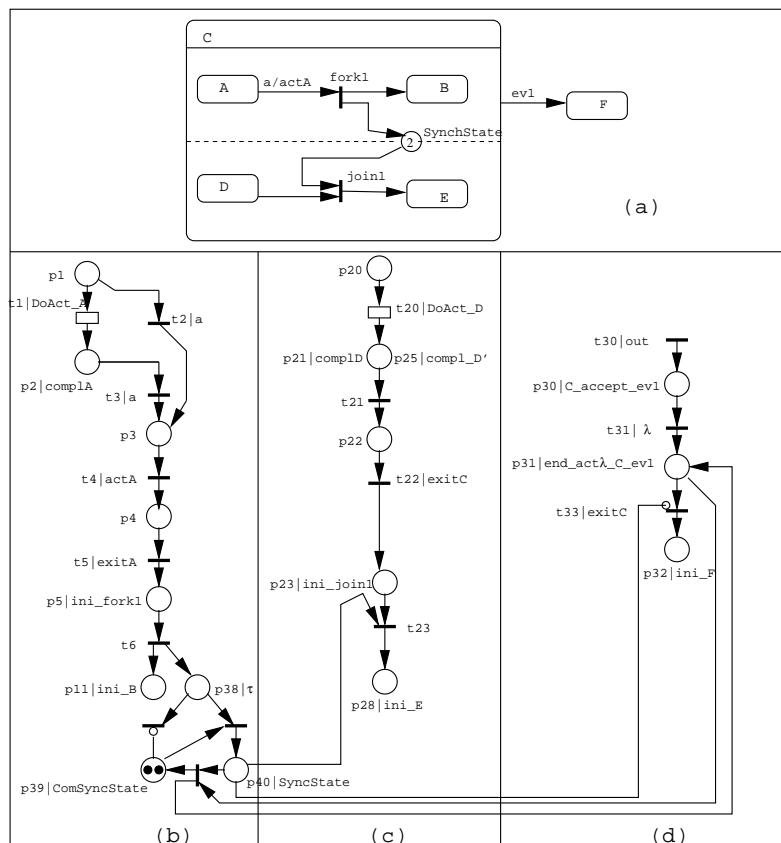 C
A
a/actA
fork1
B
ev1
F
2
SynchState
D
join1
E
(a)
p1
t1|DoAct_A
t2|a
p2|complA
t3|a
p3
t4|actA
p4
t5|exitA
p5|ini_fork1
t6
p11|ini_B
p38|τ
p39|ComSyncState
p40|SyncState
(b)
p20
t20|DoAct_D
p21|complD
p25|compl_D'
t21
p22
t22|exitC
p23|ini_join1
t23
p28|ini_E
(c)
t30|out
p30|C_accept_ev1
t31| λ
p31|end_actλ_C_ev1
t33|exitC
p32|ini_F
(d)